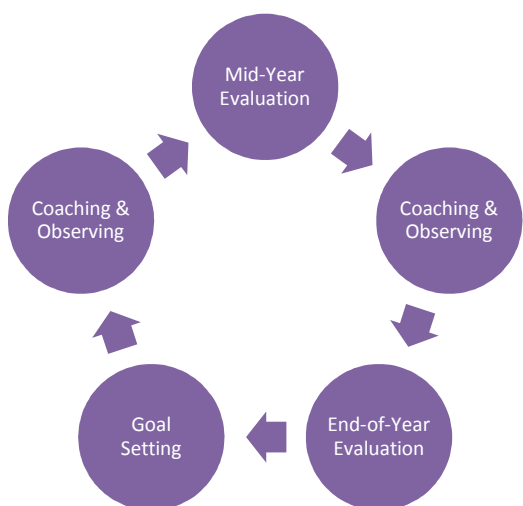 Mid-Year
Evaluation
Coaching &
Observing
Coaching &
Observing
Goal
Setting
End-of-Year
Evaluation